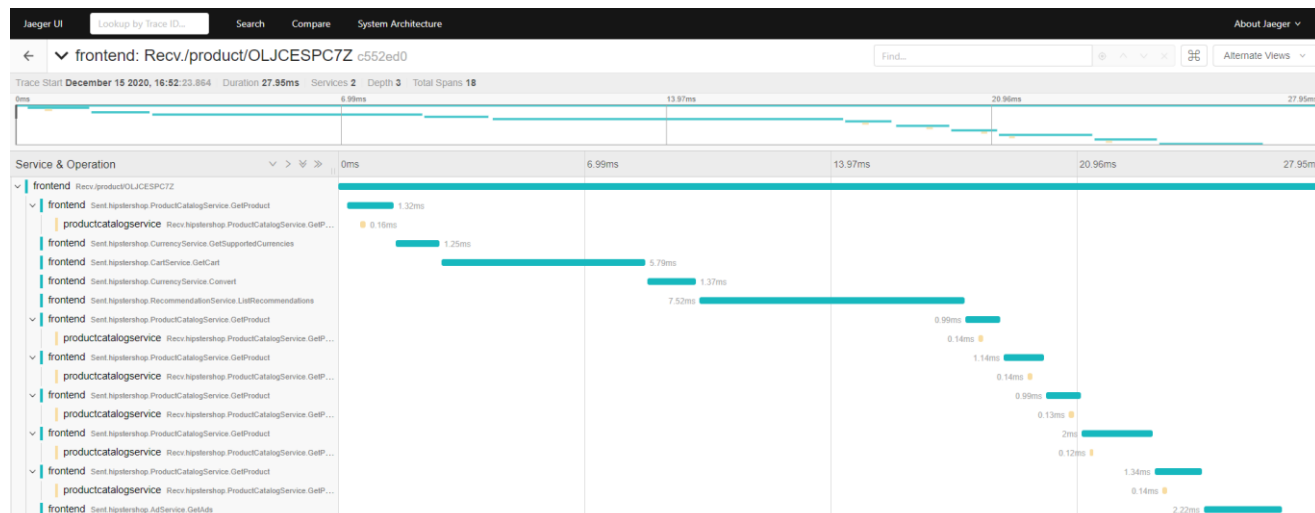 Jaeger UI Lookup by Trace ID... Search Compare System Architecture About Jaeger
frontend: Recv./product/OLJCESPC7Z c552ed0 Find... Alternate Views
Trace Start December 15 2020, 16:52:23.864 Duration 27.95ms Services 2 Depth 3 Total Spans 18
0ms 6.99ms 13.97ms 20.96ms 27.95ms
Service & Operation 0ms 6.99ms 13.97ms 20.96ms 27.95m
frontend Recv./product/OLJCESPC7Z
frontend Sent.hipstershop.ProductCatalogService.GetProduct 1.32ms
productcatalogservice Recv.hipstershop.ProductCatalogService.GetP... 0.16ms
frontend Sent.hipstershop.CurrencyService.GetSupportedCurrencies 1.25ms
frontend Sent.hipstershop.CartService.GetCart 5.79ms
frontend Sent.hipstershop.CurrencyService.Convert 1.37ms
frontend Sent.hipstershop.RecommendationService.ListRecommendations 7.52ms
frontend Sent.hipstershop.ProductCatalogService.GetProduct 0.99ms
productcatalogservice Recv.hipstershop.ProductCatalogService.GetP... 0.14ms
frontend Sent.hipstershop.ProductCatalogService.GetProduct 1.14ms
productcatalogservice Recv.hipstershop.ProductCatalogService.GetP... 0.14ms
frontend Sent.hipstershop.ProductCatalogService.GetProduct 0.99ms
productcatalogservice Recv.hipstershop.ProductCatalogService.GetP... 0.13ms
frontend Sent.hipstershop.ProductCatalogService.GetProduct 2ms
productcatalogservice Recv.hipstershop.ProductCatalogService.GetP... 0.12ms
frontend Sent.hipstershop.ProductCatalogService.GetProduct 1.34ms
productcatalogservice Recv.hipstershop.ProductCatalogService.GetP... 0.14ms
frontend Sent.hipstershop.AdService.GetAds 2.22ms